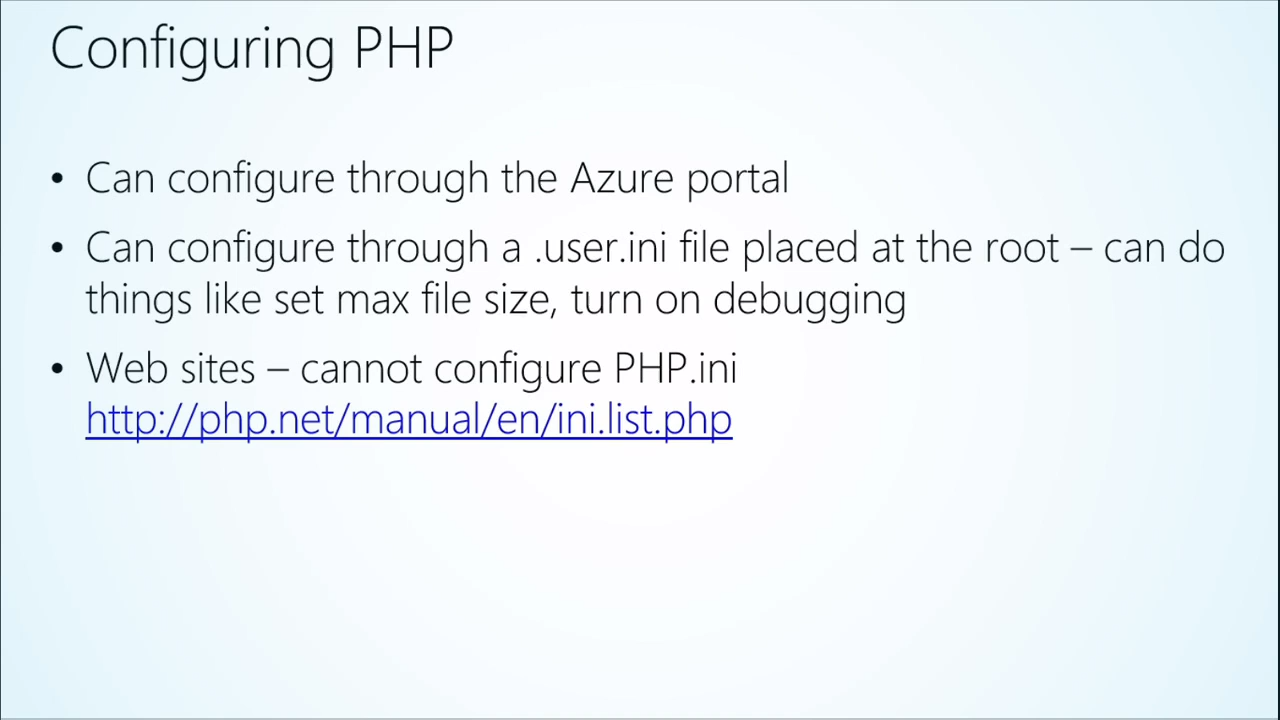 Configuring PHP
• Can configure through the Azure portal
• Can configure through a .user.ini file placed at the root – can do
things like set max file size, turn on debugging
• Web sites – cannot configure PHP.ini
http://php.net/manual/en/ini.list.php